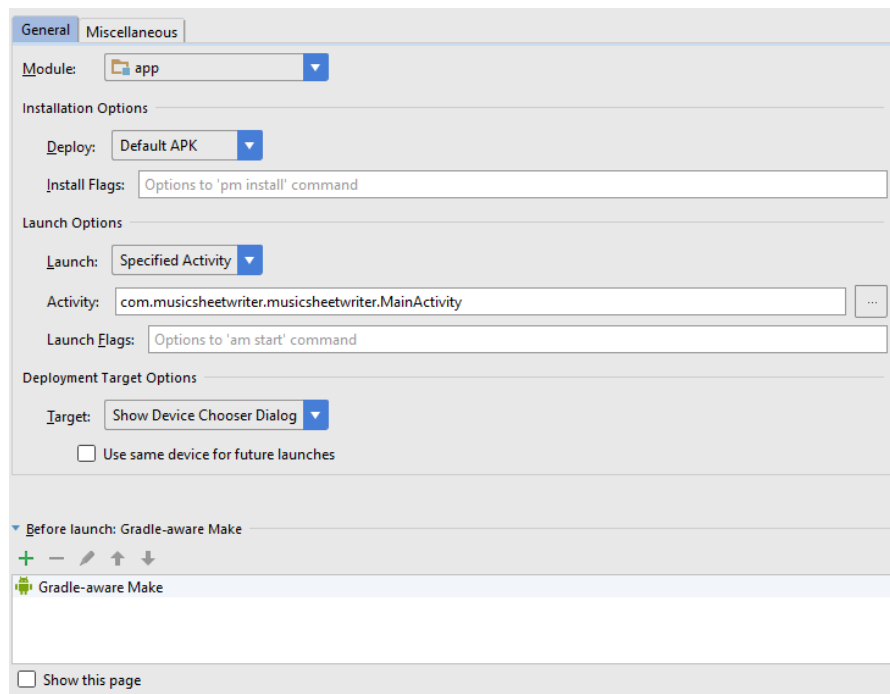 General Miscellaneous
Module: app
Installation Options
Deploy: Default APK
Install Flags: Options to 'pm install' command
Launch Options
Launch: Specified Activity
Activity: com.musicsheetwriter.musicsheetwriter.MainActivity ...
Launch Flags: Options to 'am start' command
Deployment Target Options
Target: Show Device Chooser Dialog
Use same device for future launches
Before launch: Gradle-aware Make
Gradle-aware Make
Show this page